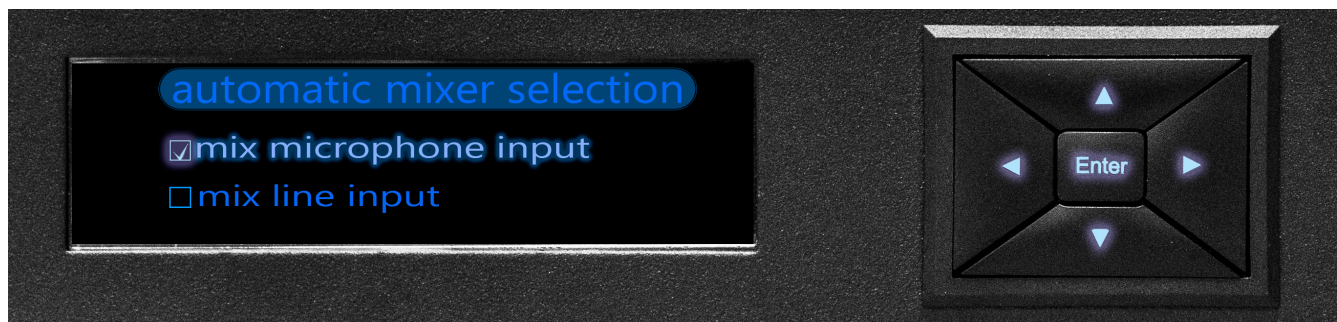 automatic mixer selection
mix microphone input
mix line input
Enter